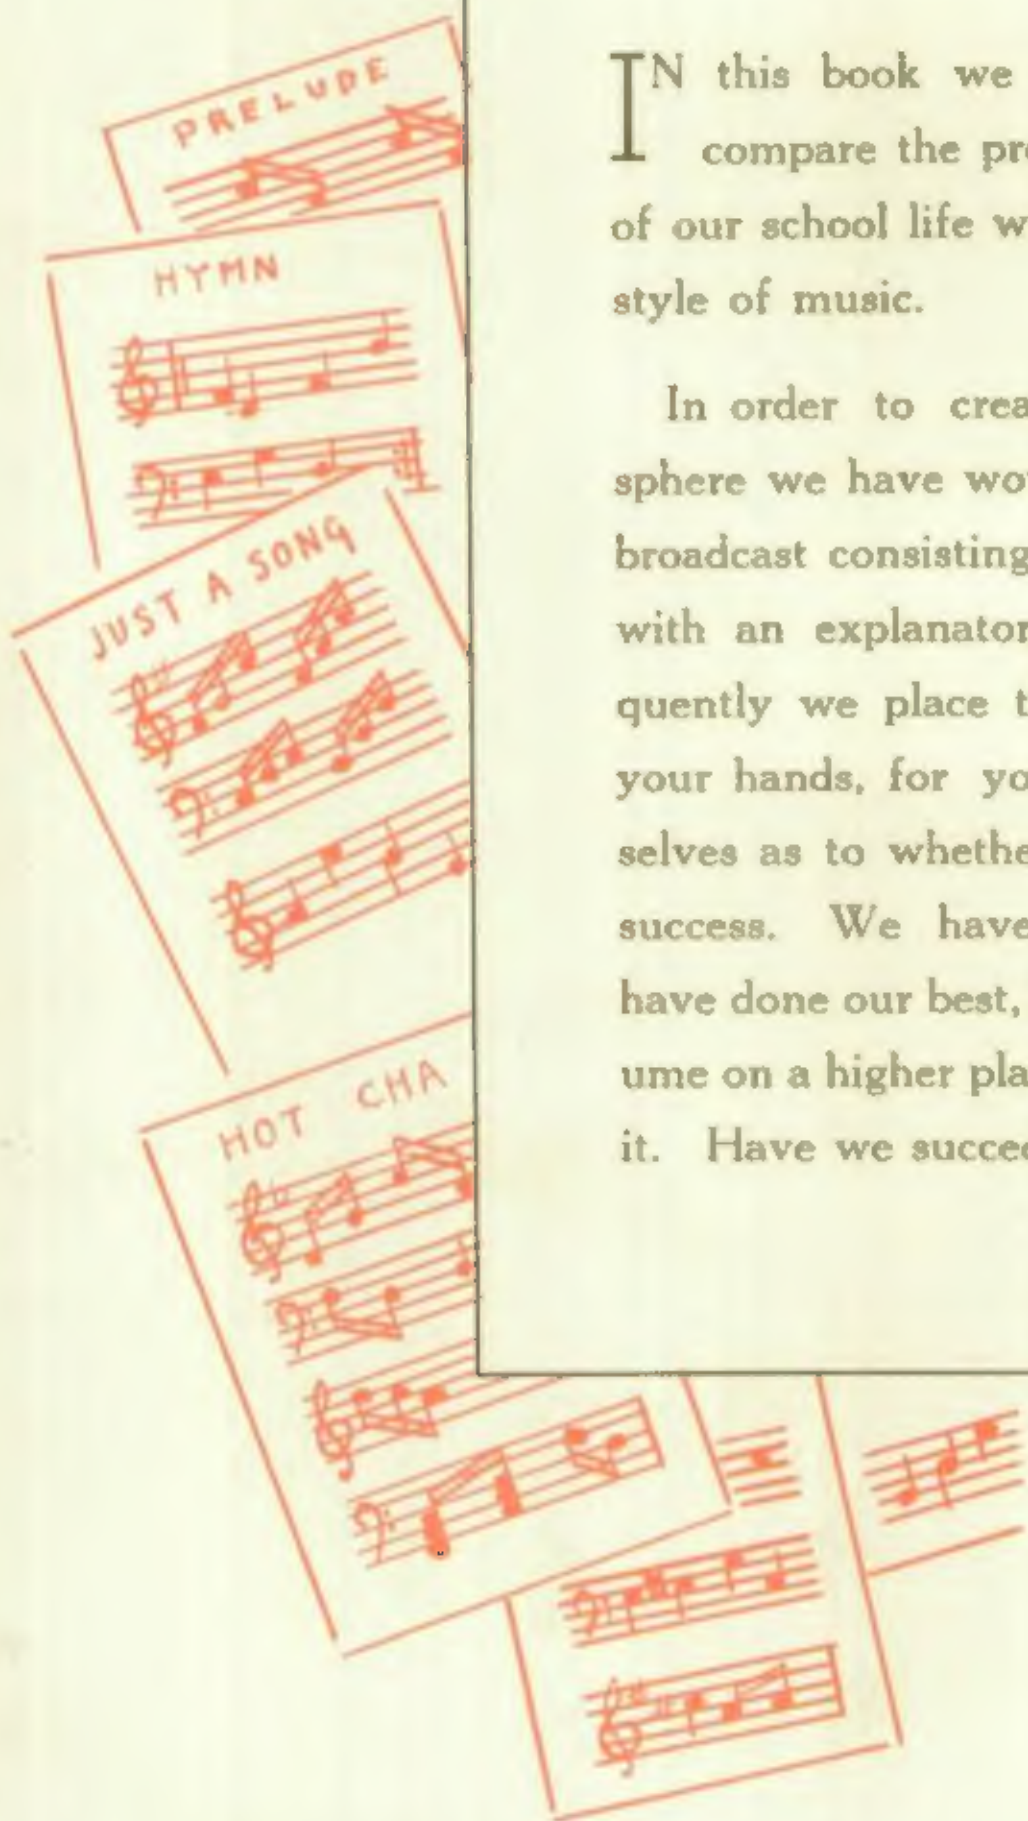 PRELUDE
HYMN
JUST A SONG
HOT CHA
IN this book we
compare the pr
of our school life w
style of music.
In order to crea
sphere we have wo
broadcast consisting
with an explanator
quently we place t
your hands, for yo
selves as to whethe
success. We have
have done our best,
ume on a higher pla
it. Have we succee